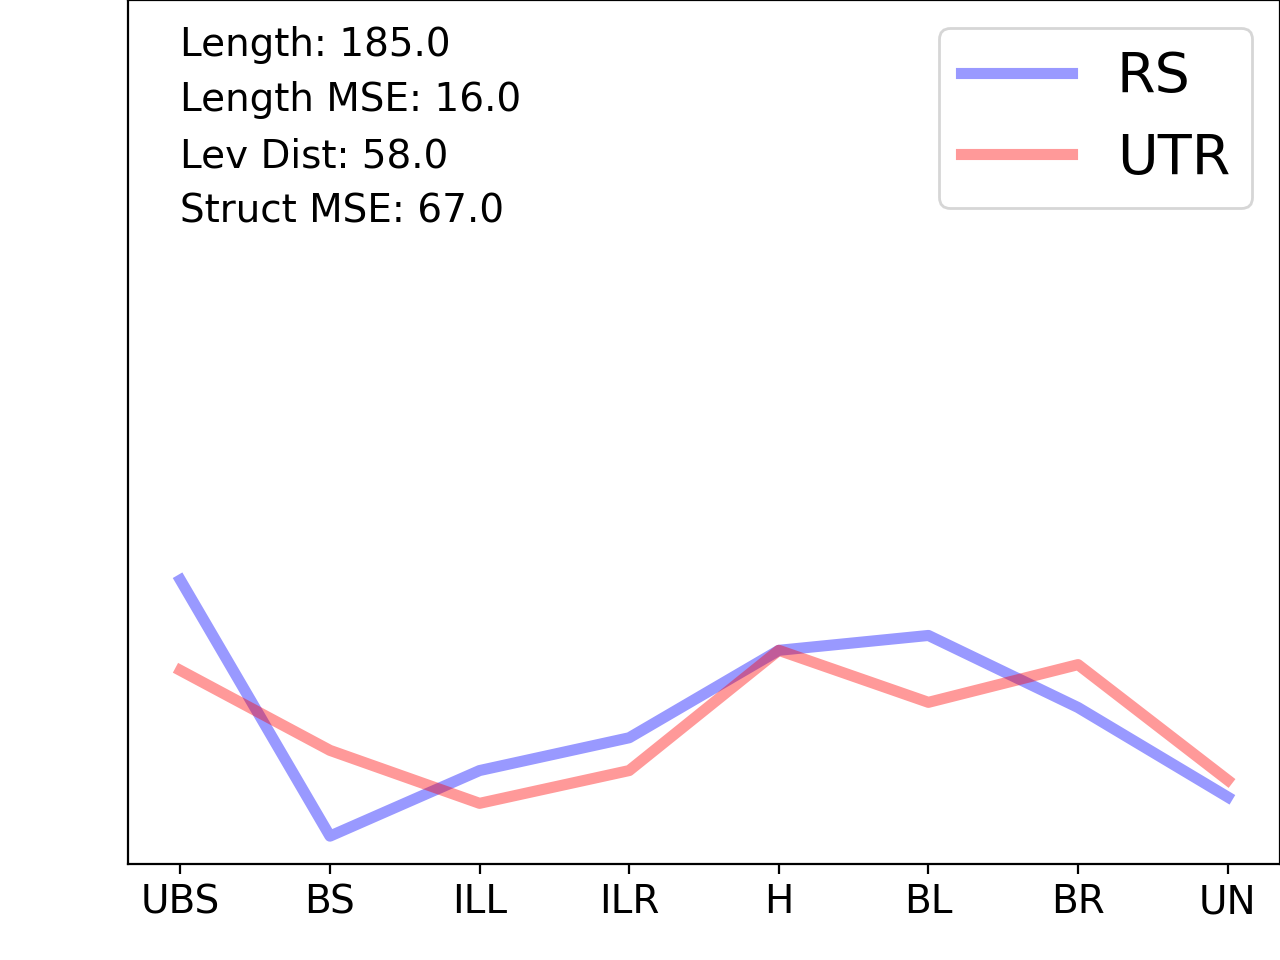 Length: 185.0
Length MSE: 16.0
Lev Dist: 58.0
Struct MSE: 67.0
RS
UTR
UBS BS ILL ILR H BL BR UN